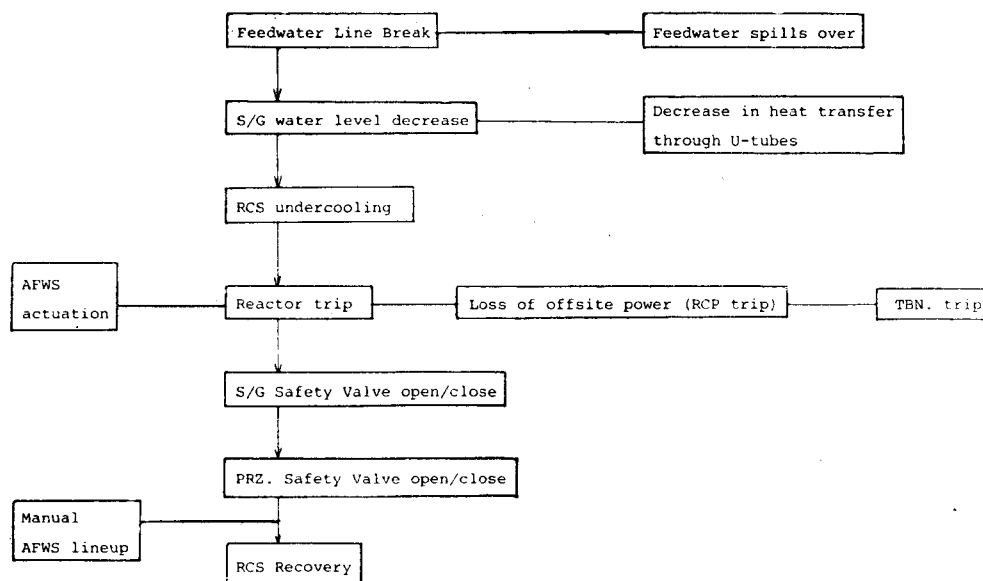 Feedwater Line Break
Feedwater spills over
S/G water level decrease
Decrease in heat transfer
through U-tubes
RCS undercooling
AFWS
actuation
Reactor trip
Loss of offsite power (RCP trip)
TBN. trip
S/G Safety Valve open/close
PRZ. Safety Valve open/close
Manual
AFWS lineup
RCS Recovery